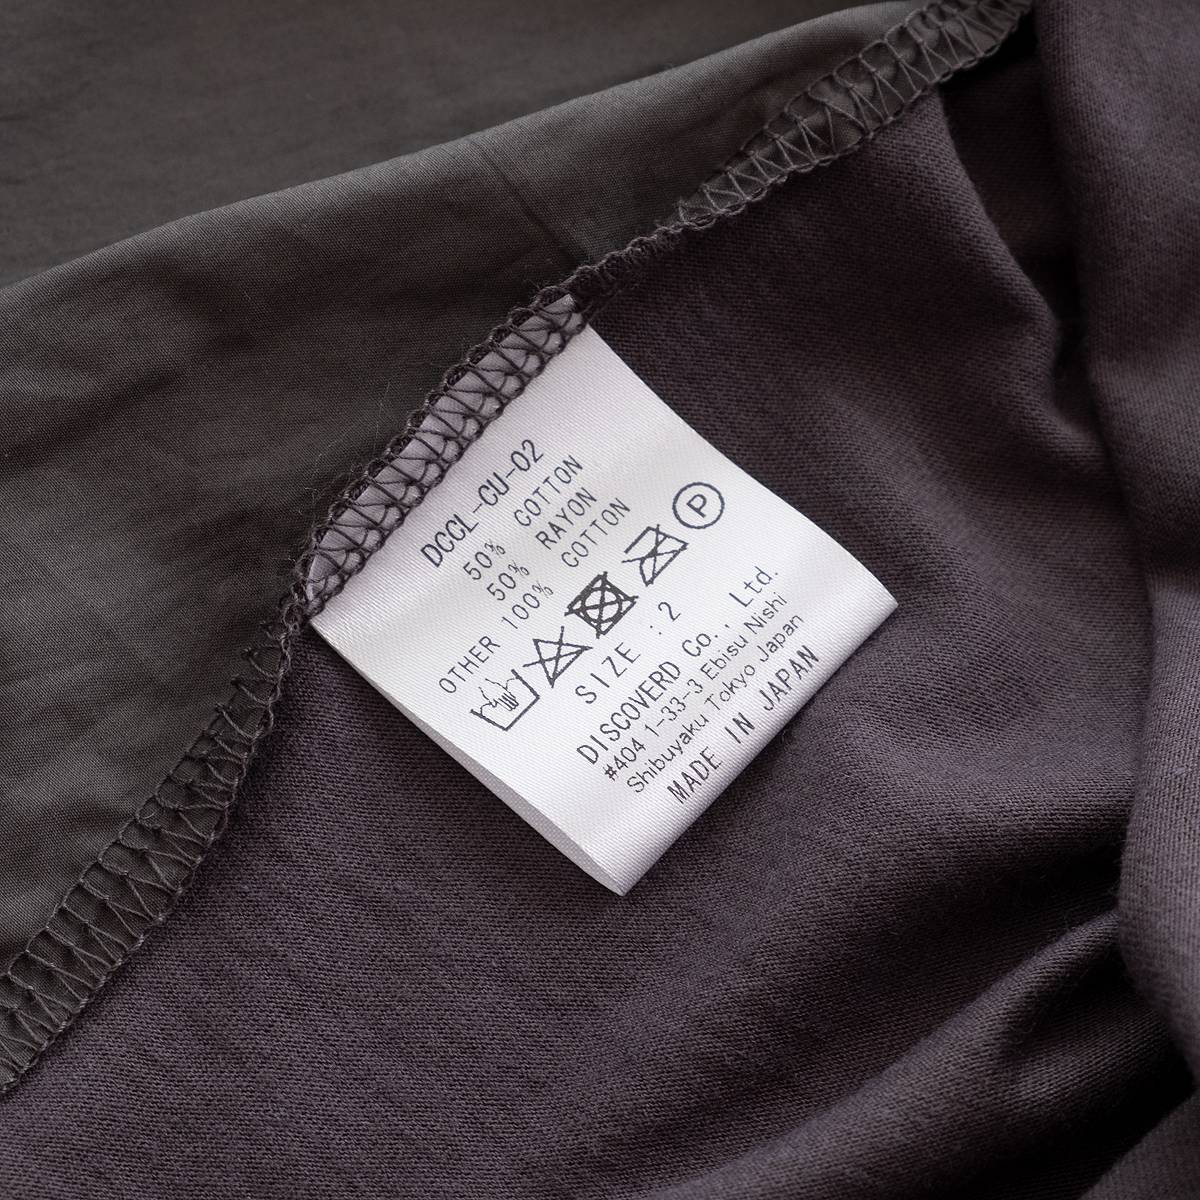 DCCL-CU-02
50% COTTON
50% RAYON
OTHER 100% COTTON
P
SIZE :2
DISCOVERD Co., Ltd.
#404 1-33-3 Ebisu Nishi
Shibuyaku Tokyo Japan
MADE IN JAPAN